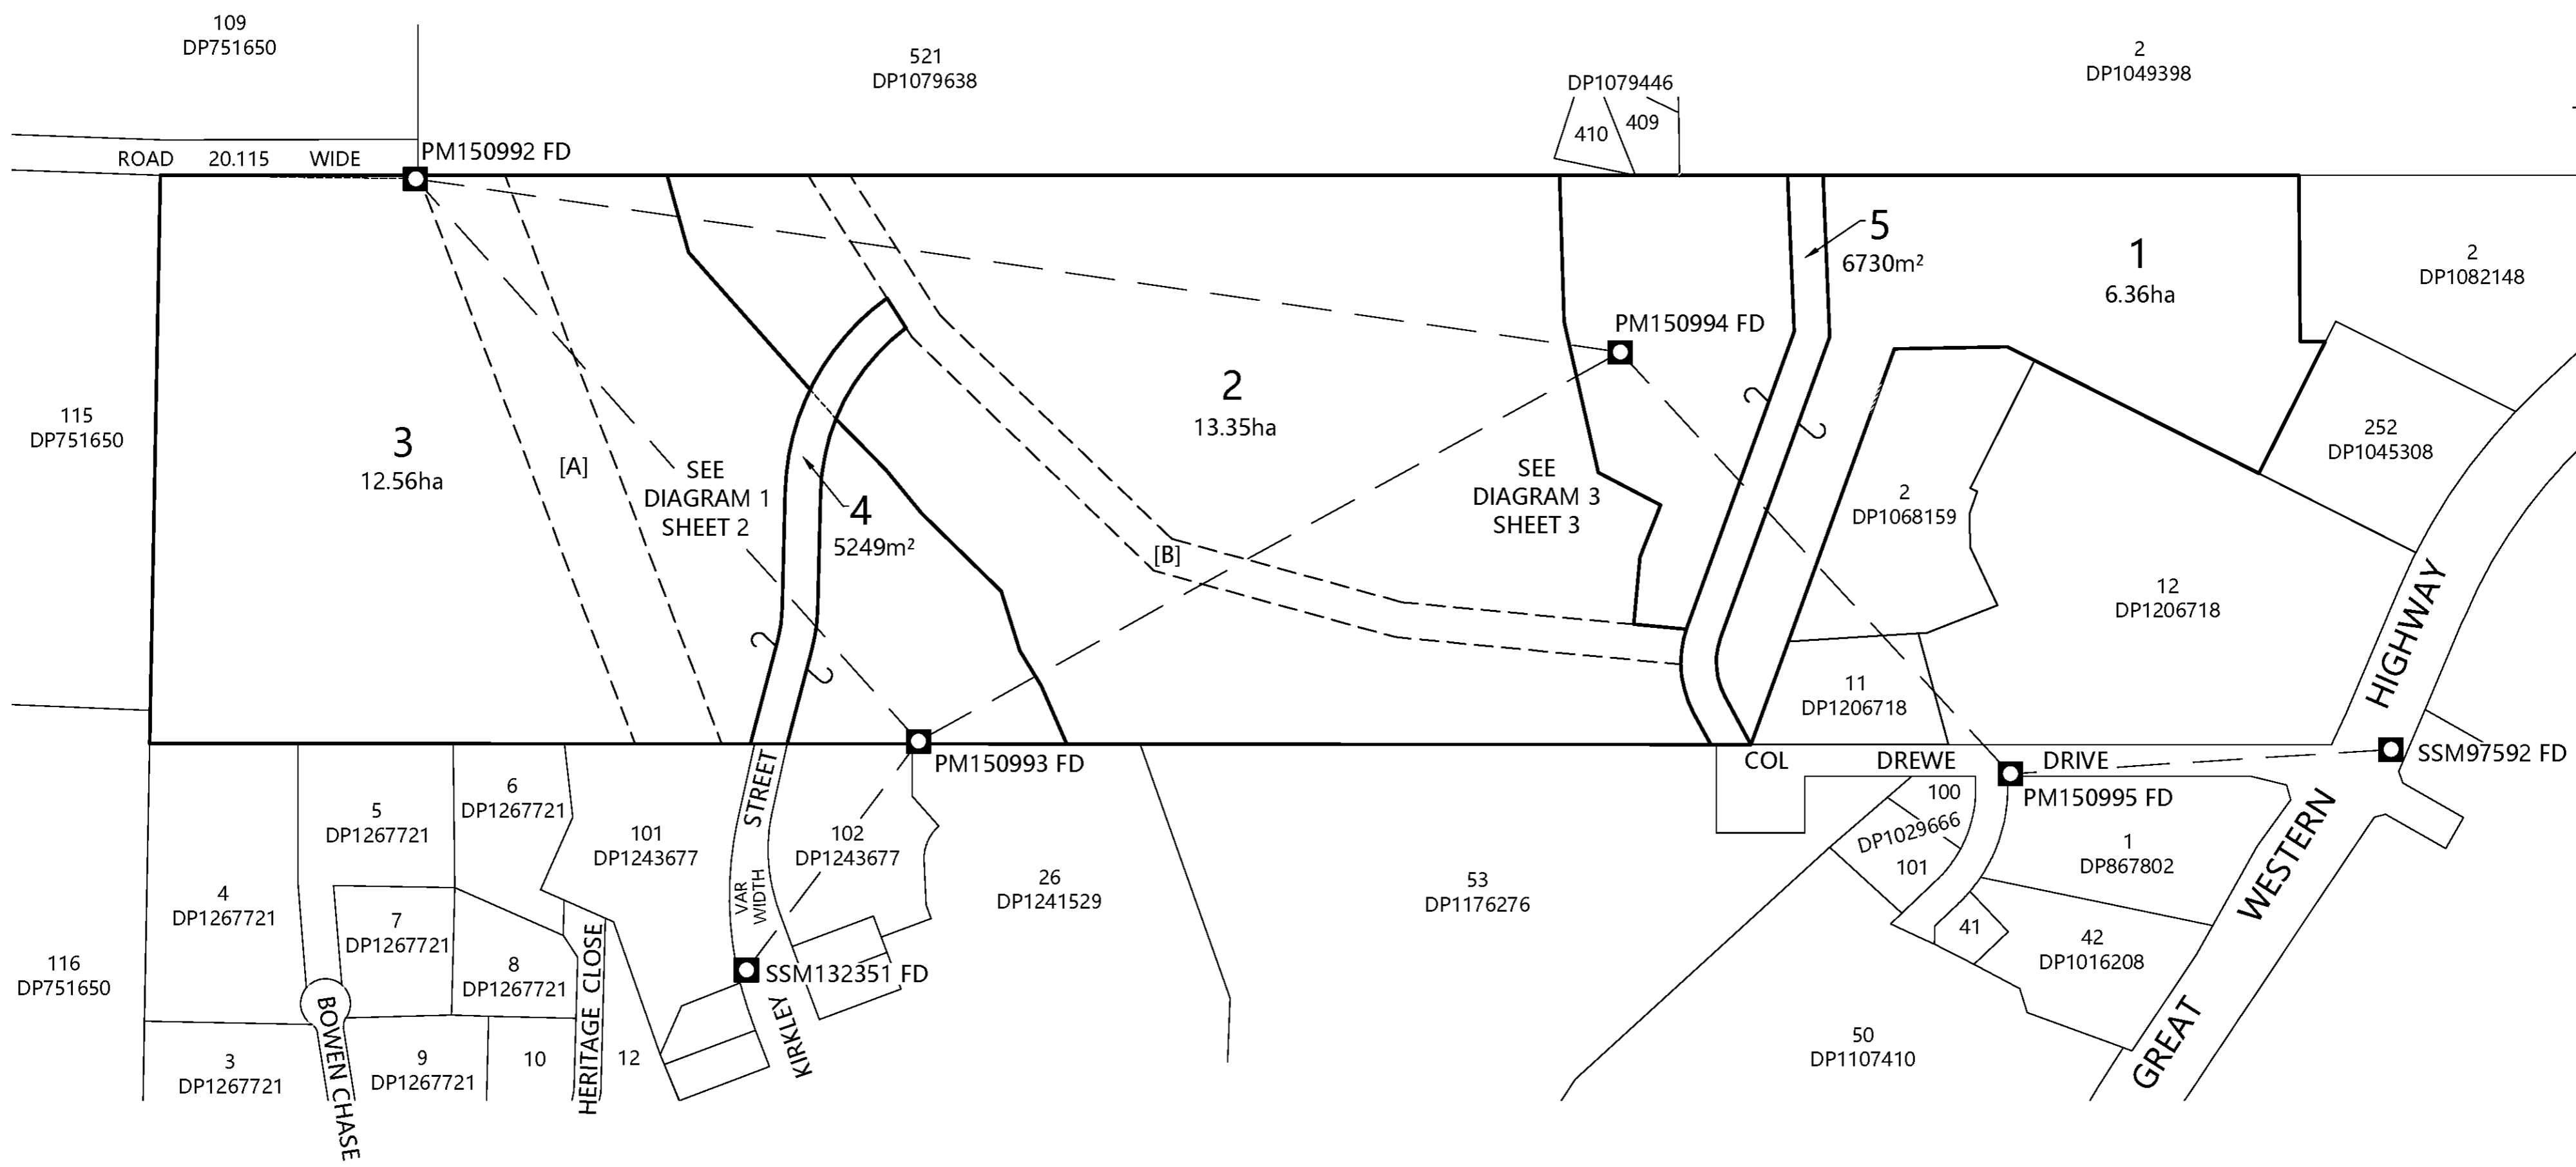 109
DP751650
521
DP1079638
DP1079446
410
409
2
DP1049398
ROAD 20.115 WIDE
PM150992 FD
5
6730m²
1
6.36ha
2
DP1082148
PM150994 FD
115
DP751650
3
12.56ha
[A]
SEE
DIAGRAM 1
SHEET 2
4
5249m²
2
13.35ha
[B]
SEE
DIAGRAM 3
SHEET 3
2
DP1068159
252
DP1045308
12
DP1206718
11
DP1206718
HIGHWAY
PM150993 FD
COL DREWE DRIVE
SSM97592 FD
PM150995 FD
STREET
VAR
WIDTH
5
DP1267721
6
DP1267721
101
DP1243677
102
DP1243677
4
DP1267721
7
DP1267721
8
DP1267721
26
DP1241529
53
DP1176276
100
DP1029666
101
1
DP867802
WESTERN
41
42
DP1016208
116
DP751650
SSM132351 FD
KIRKLEY
BOWEN CHASE
HERITAGE CLOSE
3
DP1267721
9
DP1267721
10
12
50
DP1107410
GREAT